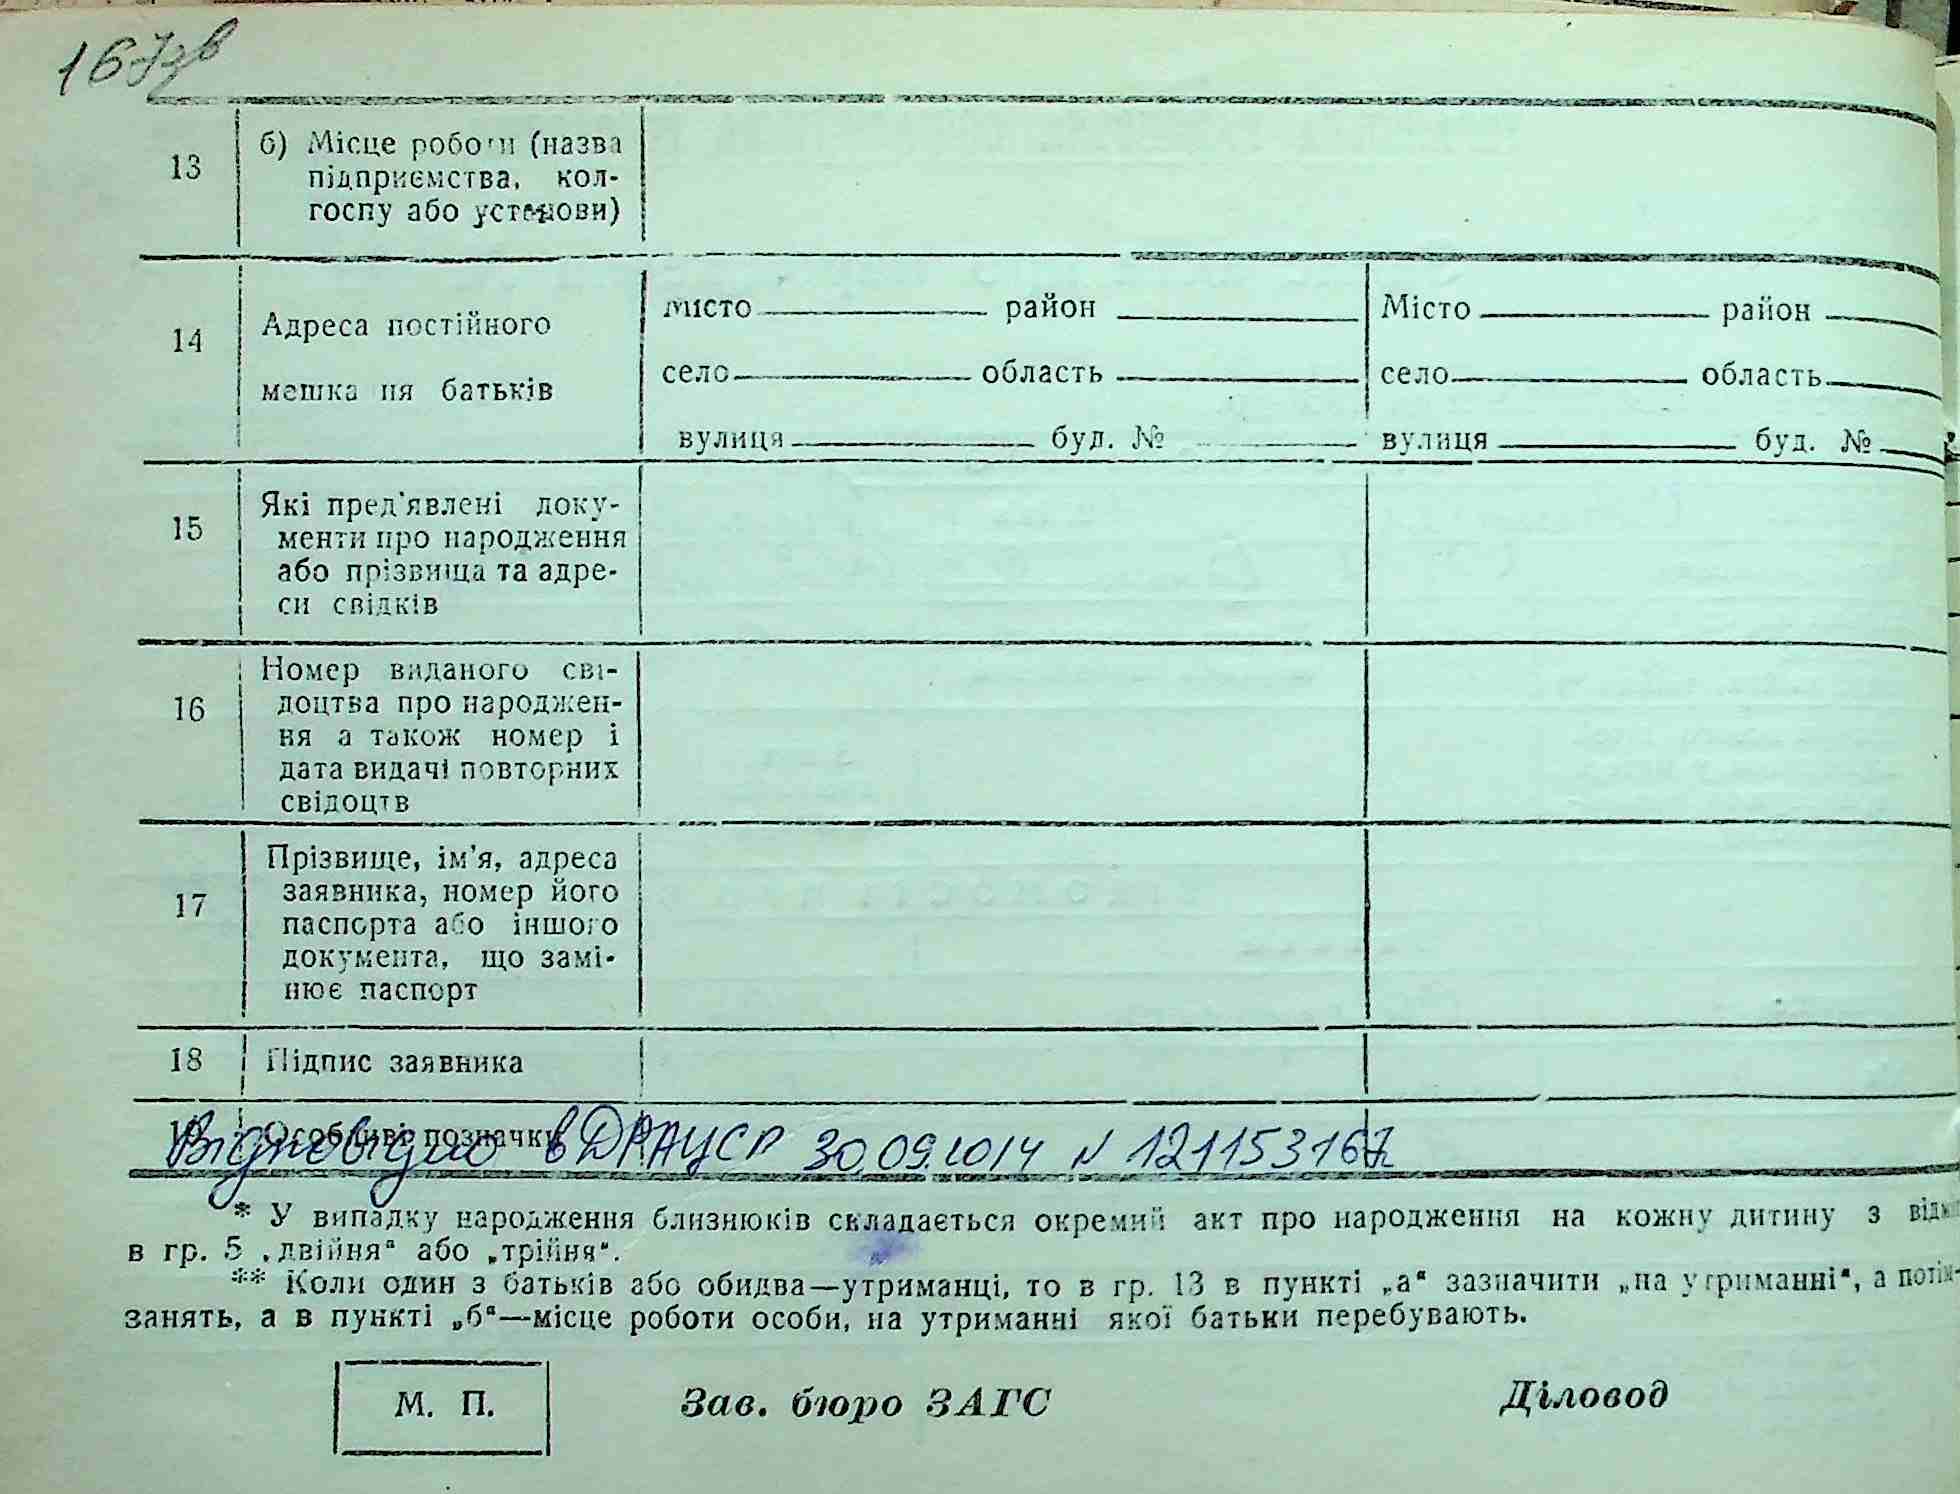 167зв
13
б) Місце роботи (назва
підприємства, кол-
госпу або установи)
14
Адреса постійного
мешка ня батьків
місто район
село область
вулиця буд. №
Місто район
село область
вулиця буд. №
15
Які пред'явлені доку-
менти про народження
або прізвища та адре-
си свідків
16
Номер виданого сві-
доцтва про народжен-
ня а також номер і
дата видачі повторних
свідоцтв
17
Прізвище, ім'я, адреса
заявника, номер його
паспорта або іншого
документа, що замі-
нює паспорт
18
Підпис заявника
Особливі позначки
в ДРАЦСР 30.09.2014 N 121153167
* У випадку народження близнюків складається окремий акт про народження на кожну дитину з
в гр. 5 „двійня“ або „трійня“.
** Коли один з батьків або обидва—утриманці, то в гр. 13 в пункті „а“ зазначити „на утриманні“, а потім
занять, а в пункті „б“—місце роботи особи, на утриманні якої батьки перебувають.
М. П.
Зав. бюро ЗАГС
Діловод